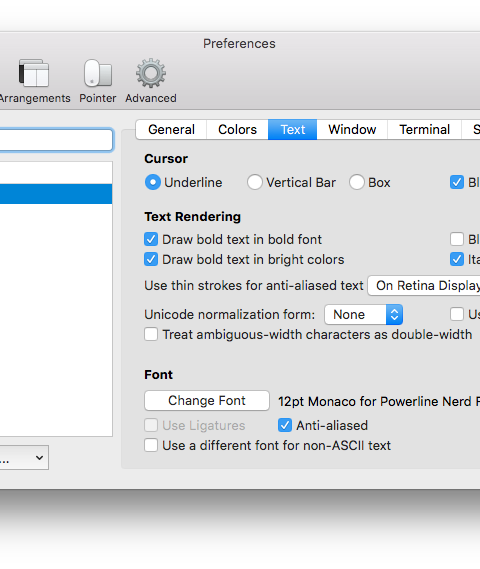 Preferences
Arrangements Pointer Advanced
General Colors Text Window Terminal S
Cursor
Underline Vertical Bar Box Bl
Text Rendering
Draw bold text in bold font Bl
Draw bold text in bright colors Ita
Use thin strokes for anti-aliased text On Retina Display
Unicode normalization form: None Us
Treat ambiguous-width characters as double-width
Font
Change Font 12pt Monaco for Powerline Nerd F
Use Ligatures Anti-aliased
... Use a different font for non-ASCII text